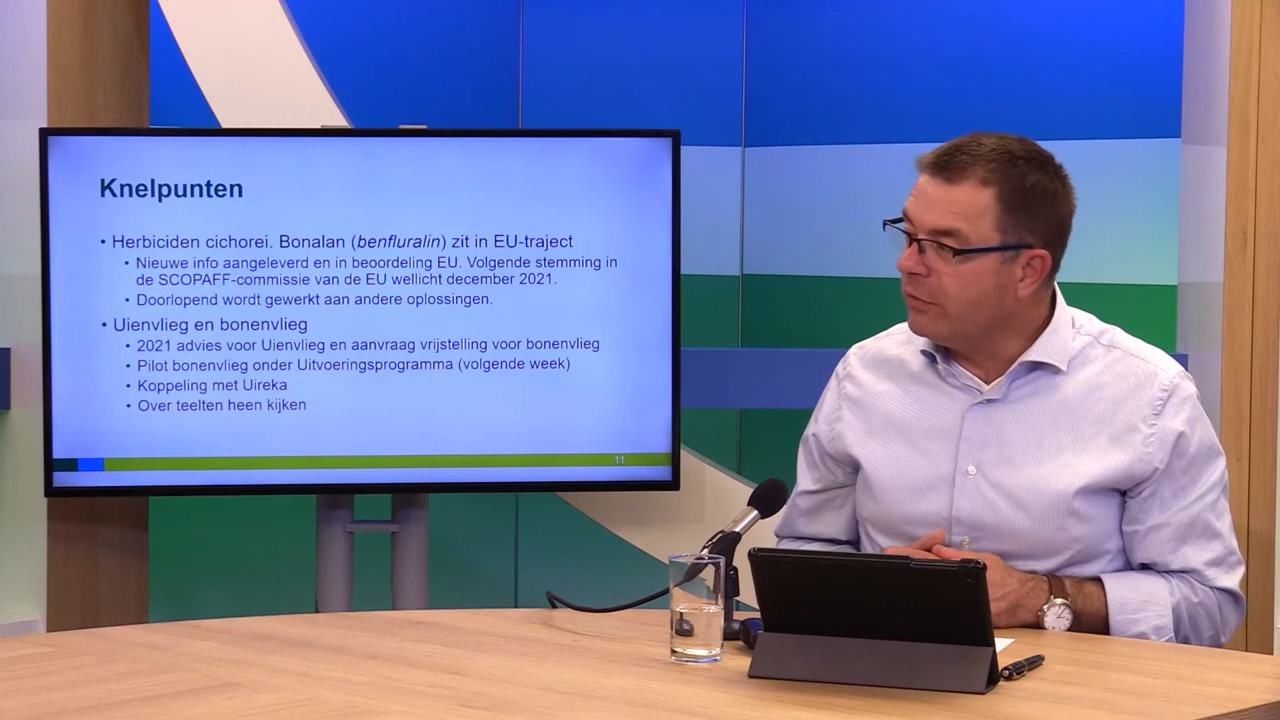 Knelpunten
• Herbiciden cichorei. Bonalan (benfluralin) zit in EU-traject
• Nieuwe info aangeleverd en in beoordeling EU. Volgende stemming in
de SCOPAFF-commissie van de EU wellicht december 2021.
• Doorlopend wordt gewerkt aan andere oplossingen.
• Uienvlieg en bonenvlieg
• 2021 advies voor Uienvlieg en aanvraag vrijstelling voor bonenvlieg
• Pilot bonenvlieg onder Uitvoeringsprogramma (volgende week)
• Koppeling met Uireka
• Over teelten heen kijken
11